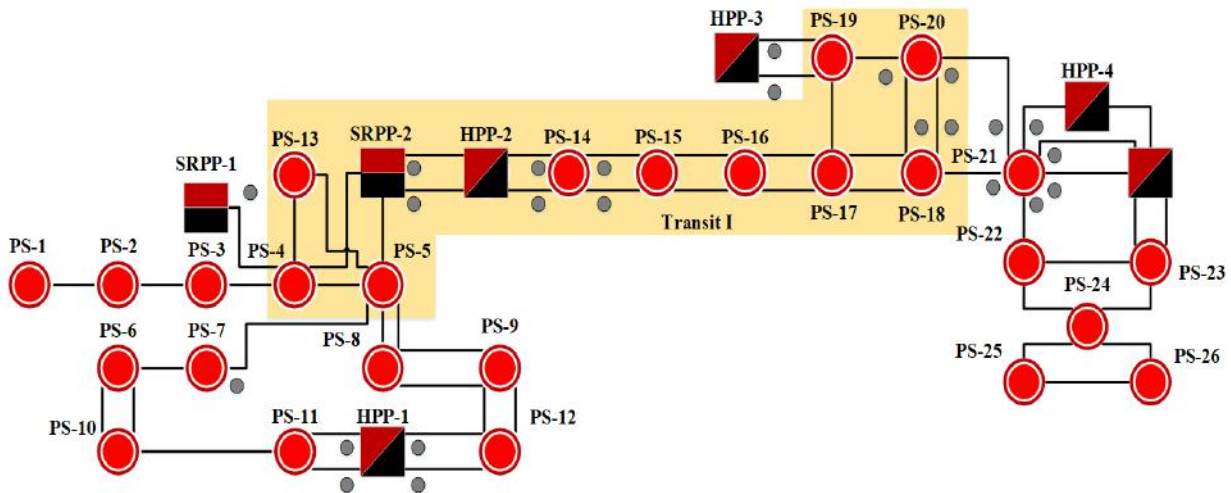 HPP-3
PS-19
PS-20
HPP-4
PS-13
SRPP-2
HPP-2
PS-14
PS-15
PS-16
PS-21
SRPP-1
PS-17
PS-18
Transit I
PS-1
PS-2
PS-3
PS-4
PS-5
PS-22
PS-23
PS-24
PS-6
PS-7
PS-8
PS-9
PS-25
PS-26
PS-10
PS-11
HPP-1
PS-12